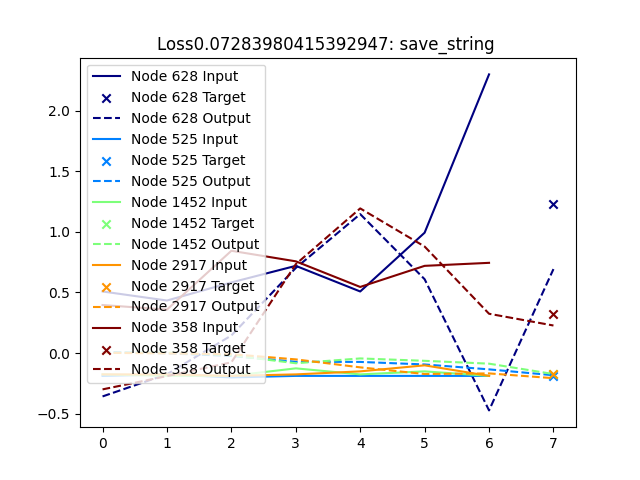 Loss0.07283980415392947: save_string
Node 628 Input
Node 628 Target
Node 628 Output
Node 525 Input
Node 525 Target
Node 525 Output
Node 1452 Input
Node 1452 Target
Node 1452 Output
Node 2917 Input
Node 2917 Target
Node 2917 Output
Node 358 Input
Node 358 Target
Node 358 Output
2.0
1.5
1.0
0.5
0.0
−0.5
0 1 2 3 4 5 6 7